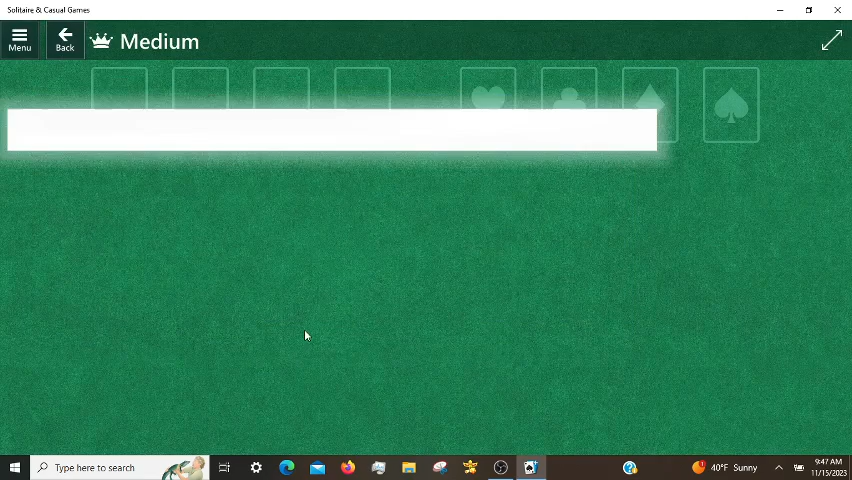 Solitaire & Casual Games
Menu
Back
Medium
Type here to search
40°F Sunny
9:47 AM
11/15/2023